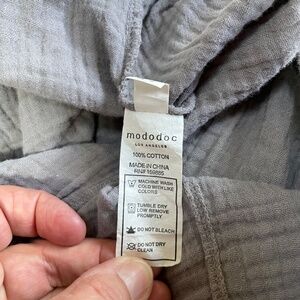 mododoc
LOS ANGELES
100% COTTON
MADE IN CHINA
RN# 169885
MACHINE WASH
COLD WITH LIKE
COLORS
TUMBLE DRY
LOW REMOVE
PROMPTLY
DO NOT BLEACH
DO NOT DRY
CLEAN